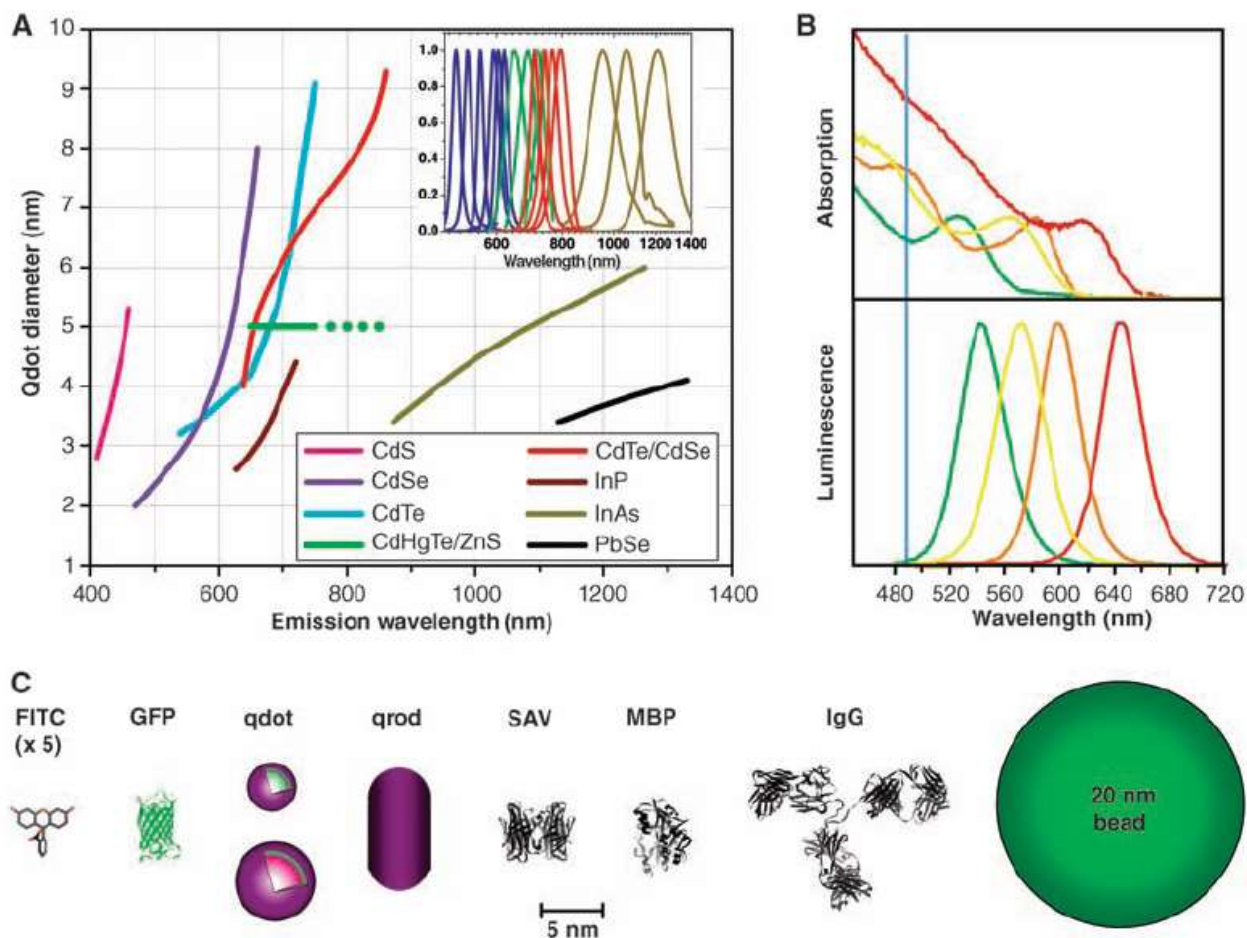 A
10
9
8
7
6
5
4
3
2
1
Qdot diameter (nm)
400
600
800
1000
1200
1400
Emission wavelength (nm)
1.0
0.8
0.6
0.4
0.2
0.0
600
800
1000
1200
1400
Wavelength (nm)
CdS
CdSe
CdTe
CdHgTe/ZnS
CdTe/CdSe
InP
InAs
PbSe
B
Absorption
Luminescence
480
520
560
600
640
680
720
Wavelength (nm)
C
FITC
(x 5)
GFP
qdot
qrod
SAV
MBP
IgG
20 nm
bead
5 nm